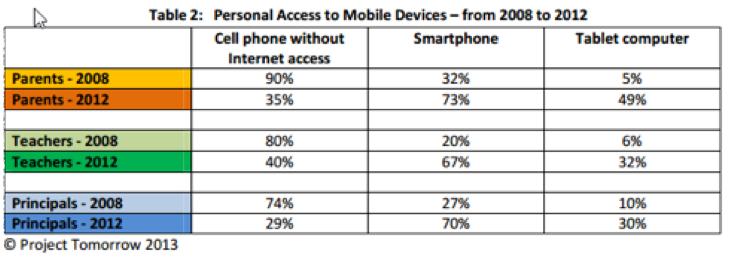 Table 2: Personal Access to Mobile Devices – from 2008 to 2012
Cell phone without Internet access Smartphone Tablet computer
Parents - 2008 90% 32% 5%
Parents - 2012 35% 73% 49%
Teachers - 2008 80% 20% 6%
Teachers - 2012 40% 67% 32%
Principals - 2008 74% 27% 10%
Principals - 2012 29% 70% 30%
© Project Tomorrow 2013